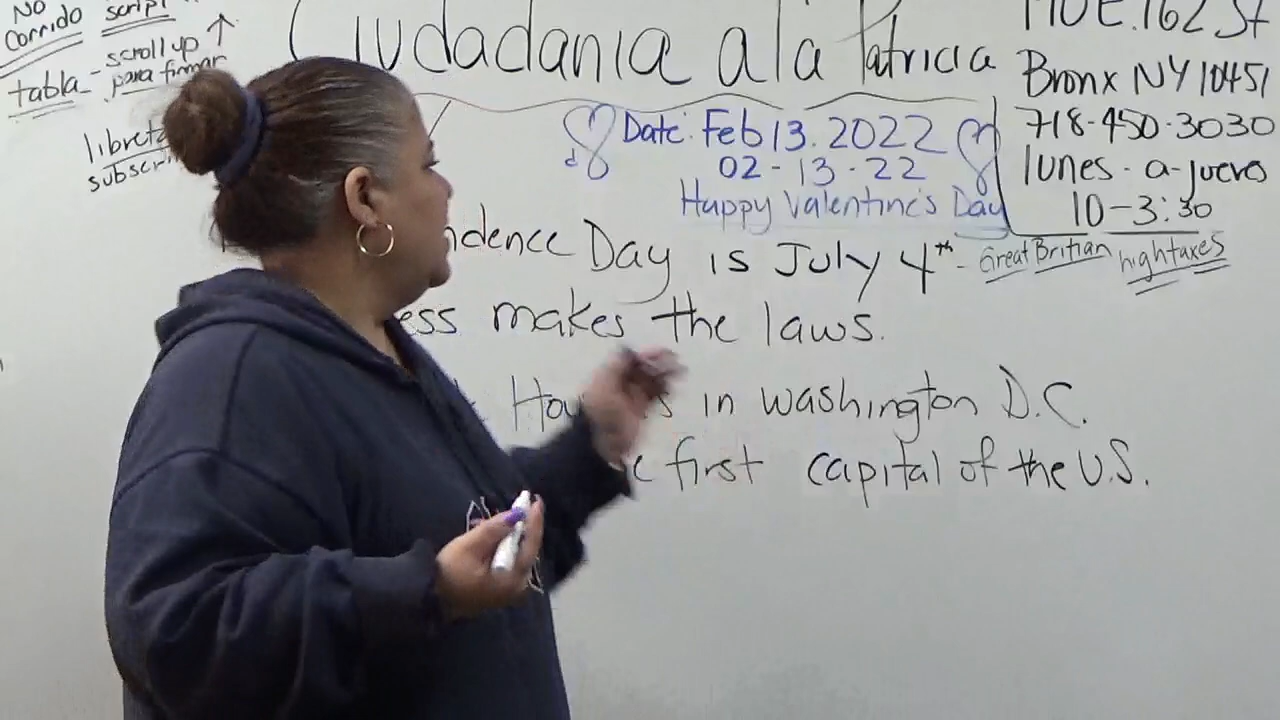 No script
Corrido
tabla - scroll up ↑
para firmar
libreta
subscri
Ciudadania a la Patricia
Date: Feb 13. 2022
02-13-22
Happy Valentine's Day
E. 162 St
Bronx NY 10451
718-450-3030
lunes-a-jueves
10-3:30
ndence Day is July 4th - Great Britian high taxes
ess makes the laws.
in washington D.C.
first capital of the U.S.